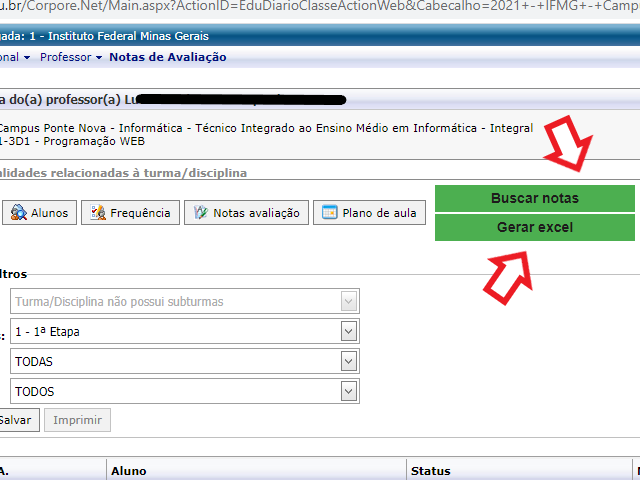 u.br/Corpore.Net/Main.aspx?ActionID=EduDiarioClasseActionWeb&Cabecalho=2021+-+IFMG+-+Camp
gada: 1 - Instituto Federal Minas Gerais
onal Professor Notas de Avaliação
a do(a) professor(a) Lu
Campus Ponte Nova - Informática - Técnico Integrado ao Ensino Médio em Informática - Integral
1-3D1 - Programação WEB
alidades relacionadas à turma/disciplina
Buscar notas
Alunos Frequência Notas avaliação Plano de aula
Gerar excel
ltros
Turma/Disciplina não possui subturmas
s: 1 - 1ª Etapa
TODAS
TODOS
Salvar Imprimir
A. Aluno Status